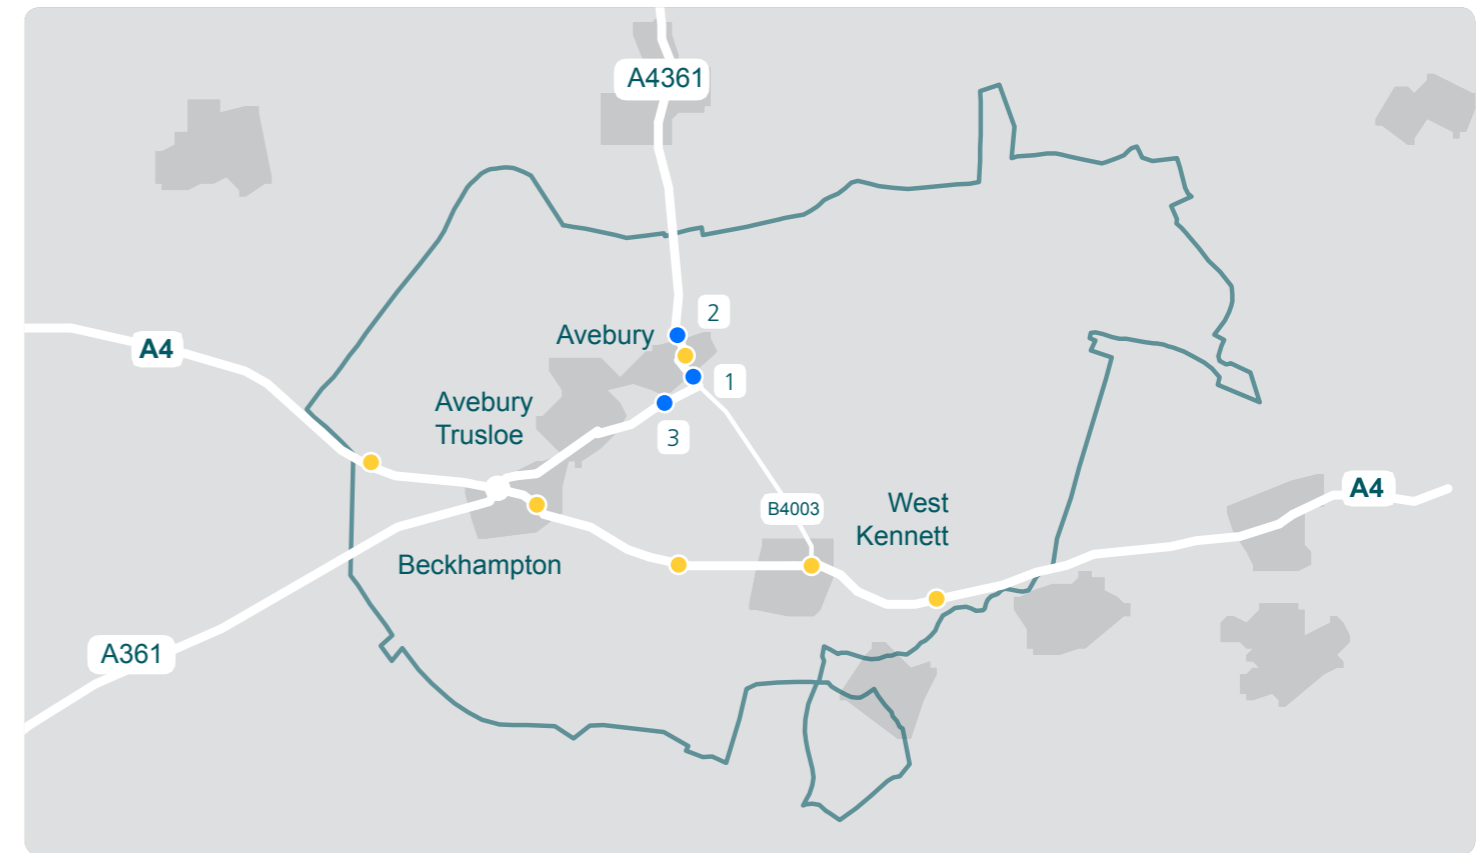 A4361
2
Avebury
A4
1
Avebury
Trusloe
3
A4
West
Kennett
B4003
Beckhampton
A361